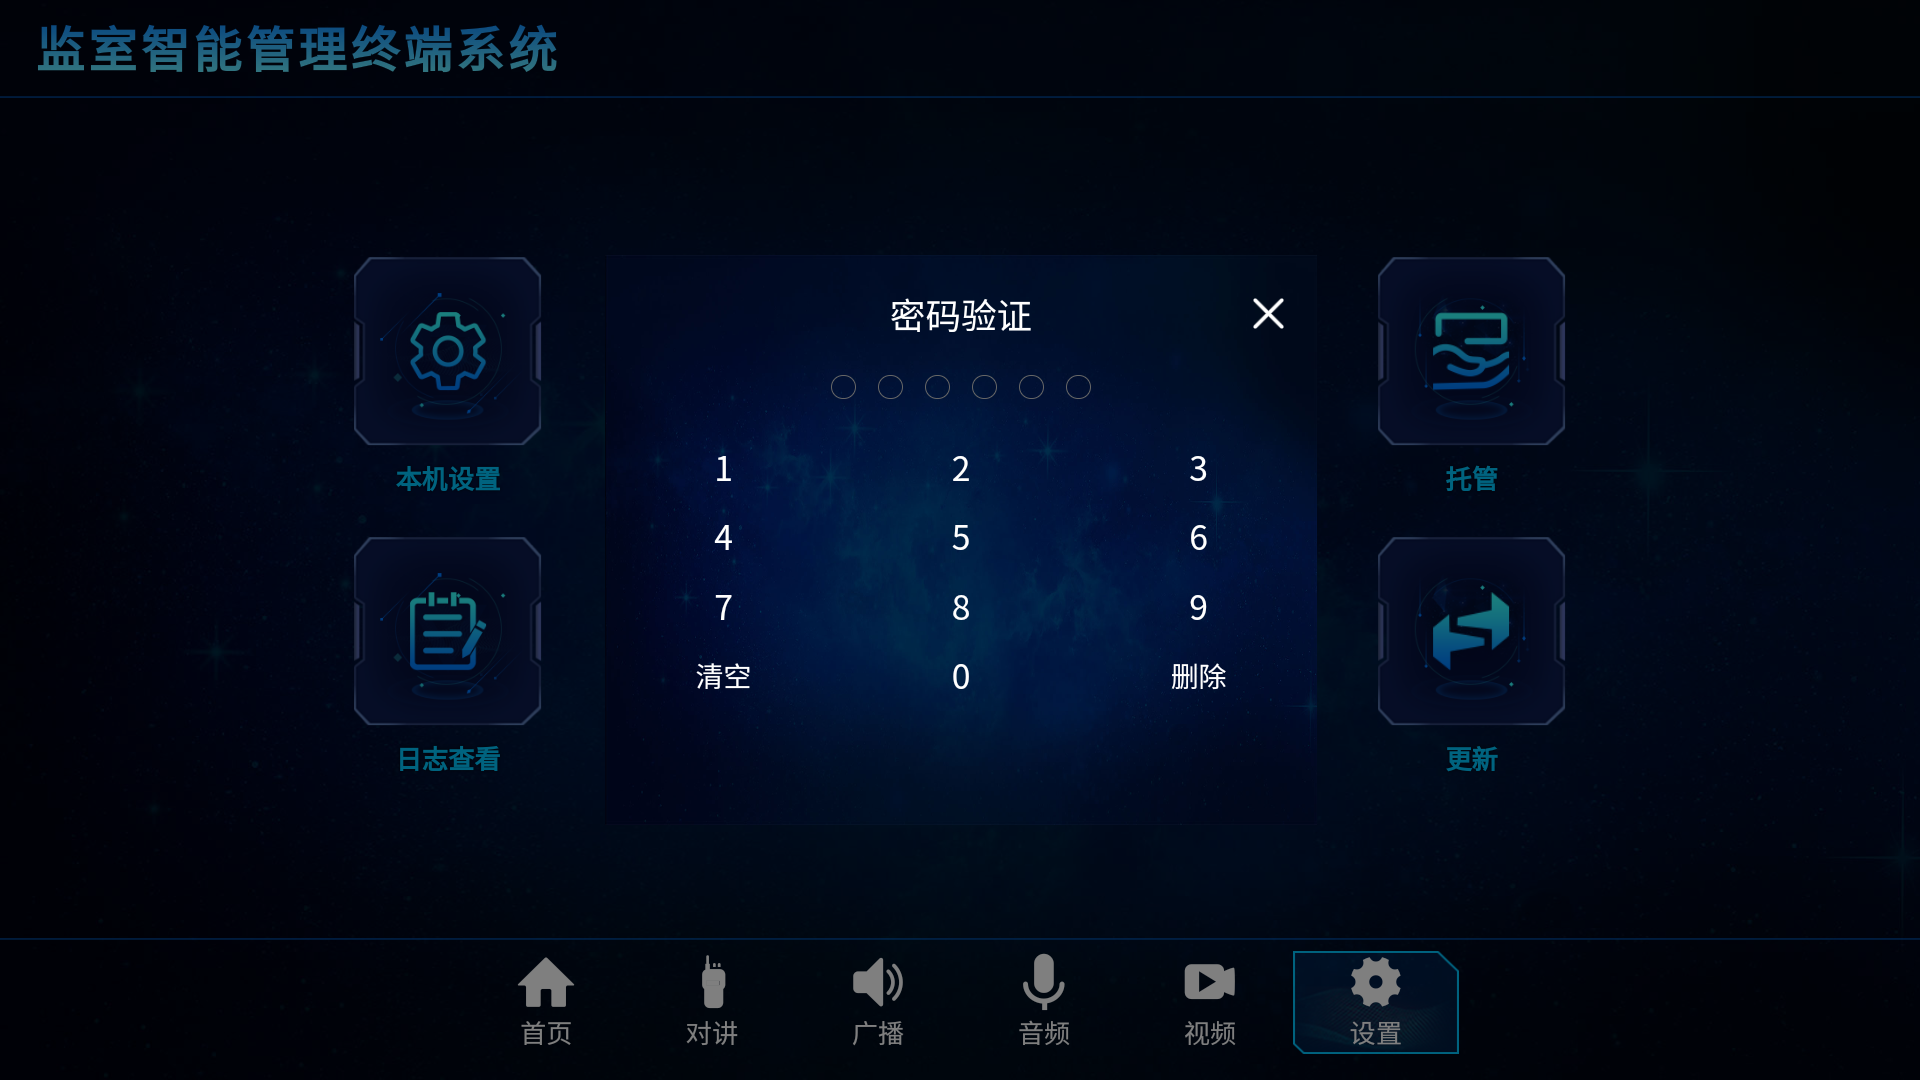 监室智能管理终端系统
密码验证
1 2 3
4 5 6
7 8 9
清空 0 删除
本机设置
托管
日志查看
更新
首页 对讲 广播 音频 视频 设置